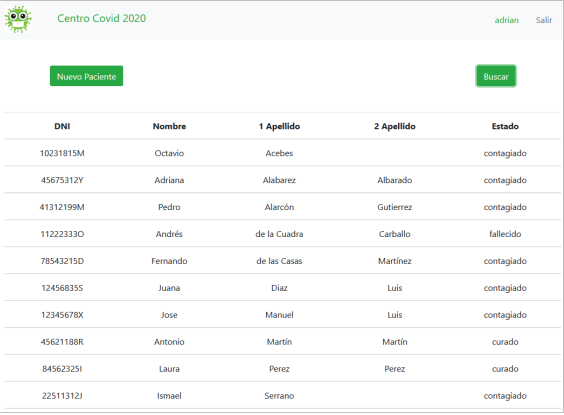 Centro Covid 2020 adrian Salir
Nuevo Paciente Buscar
DNI Nombre 1 Apellido 2 Apellido Estado
10231815M Octavio Acebes contagiado
45675312Y Adriana Alabarez Albarado contagiado
41312199M Pedro Alarcón Gutierrez contagiado
11222333O Andrés de la Cuadra Carballo fallecido
78543215D Fernando de las Casas Martínez contagiado
12456835S Juana Diaz Luis contagiado
12345678X Jose Manuel Luis contagiado
45621188R Antonio Martín Martín curado
84562325I Laura Perez Perez curado
22511312J Ismael Serrano contagiado